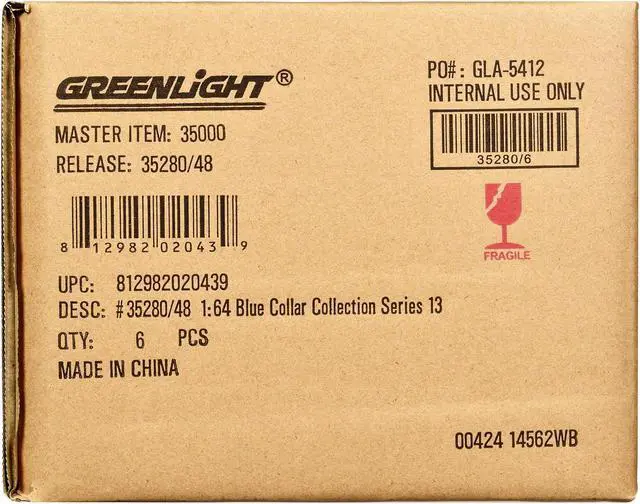 GREENLiGHT®
MASTER ITEM: 35000
RELEASE: 35280/48
8 12982 02043 9
UPC: 812982020439
DESC: #35280/48 1:64 Blue Collar Collection Series 13
QTY: 6 PCS
MADE IN CHINA
PO#: GLA-5412
INTERNAL USE ONLY
35280/6
FRAGILE
00424 14562WB